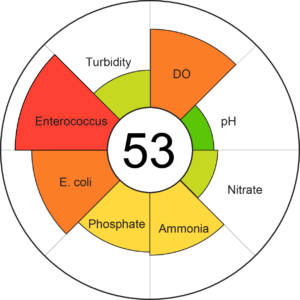 Turbidity
DO
Enterococcus
pH
53
E. coli
Nitrate
Phosphate
Ammonia